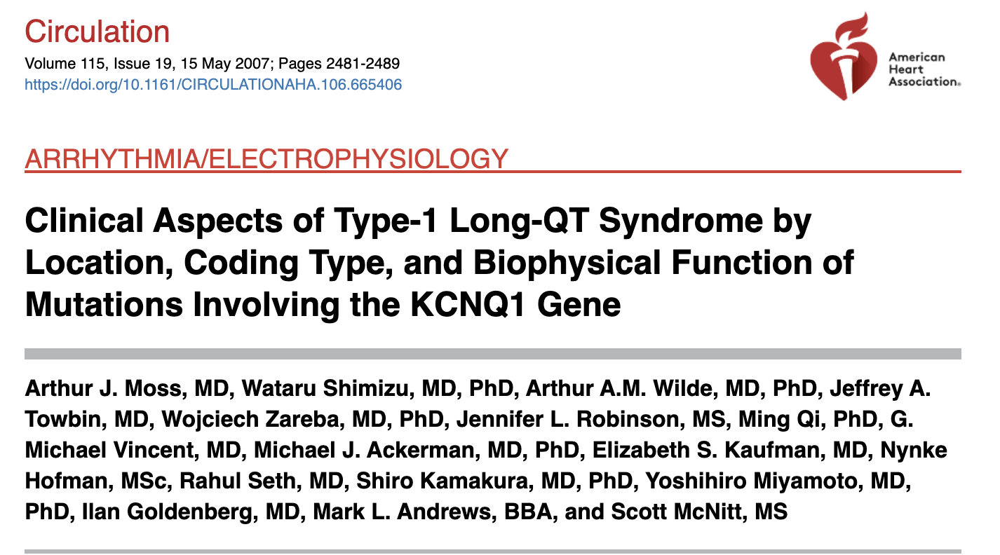 Circulation
Volume 115, Issue 19, 15 May 2007; Pages 2481-2489
https://doi.org/10.1161/CIRCULATIONAHA.106.665406
American
Heart
Association®
ARRHYTHMIA/ELECTROPHYSIOLOGY
Clinical Aspects of Type-1 Long-QT Syndrome by
Location, Coding Type, and Biophysical Function of
Mutations Involving the KCNQ1 Gene
Arthur J. Moss, MD, Wataru Shimizu, MD, PhD, Arthur A.M. Wilde, MD, PhD, Jeffrey A.
Towbin, MD, Wojciech Zareba, MD, PhD, Jennifer L. Robinson, MS, Ming Qi, PhD, G.
Michael Vincent, MD, Michael J. Ackerman, MD, PhD, Elizabeth S. Kaufman, MD, Nynke
Hofman, MSc, Rahul Seth, MD, Shiro Kamakura, MD, PhD, Yoshihiro Miyamoto, MD,
PhD, Ilan Goldenberg, MD, Mark L. Andrews, BBA, and Scott McNitt, MS